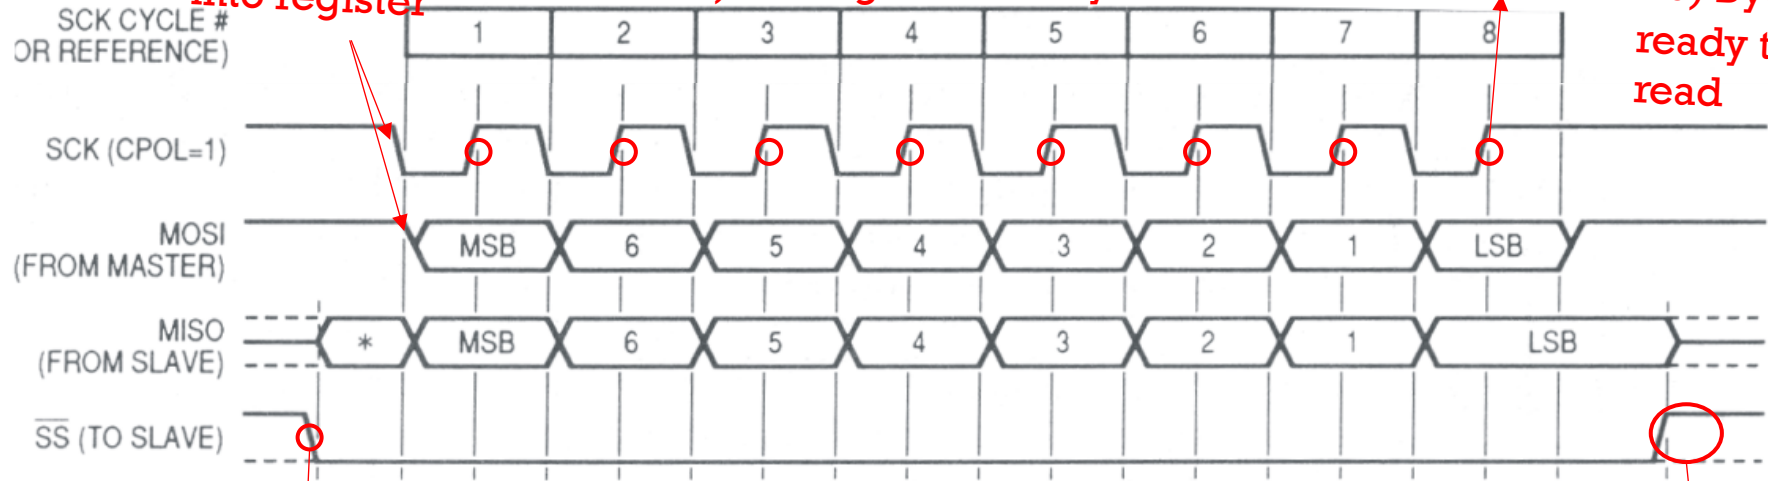 into register
SCK CYCLE #
OR REFERENCE)
1 2 3 4 5 6 7 8
ready t
read
SCK (CPOL=1)
MOSI
(FROM MASTER)
MSB 6 5 4 3 2 1 LSB
MISO
(FROM SLAVE)
* MSB 6 5 4 3 2 1 LSB
SS (TO SLAVE)